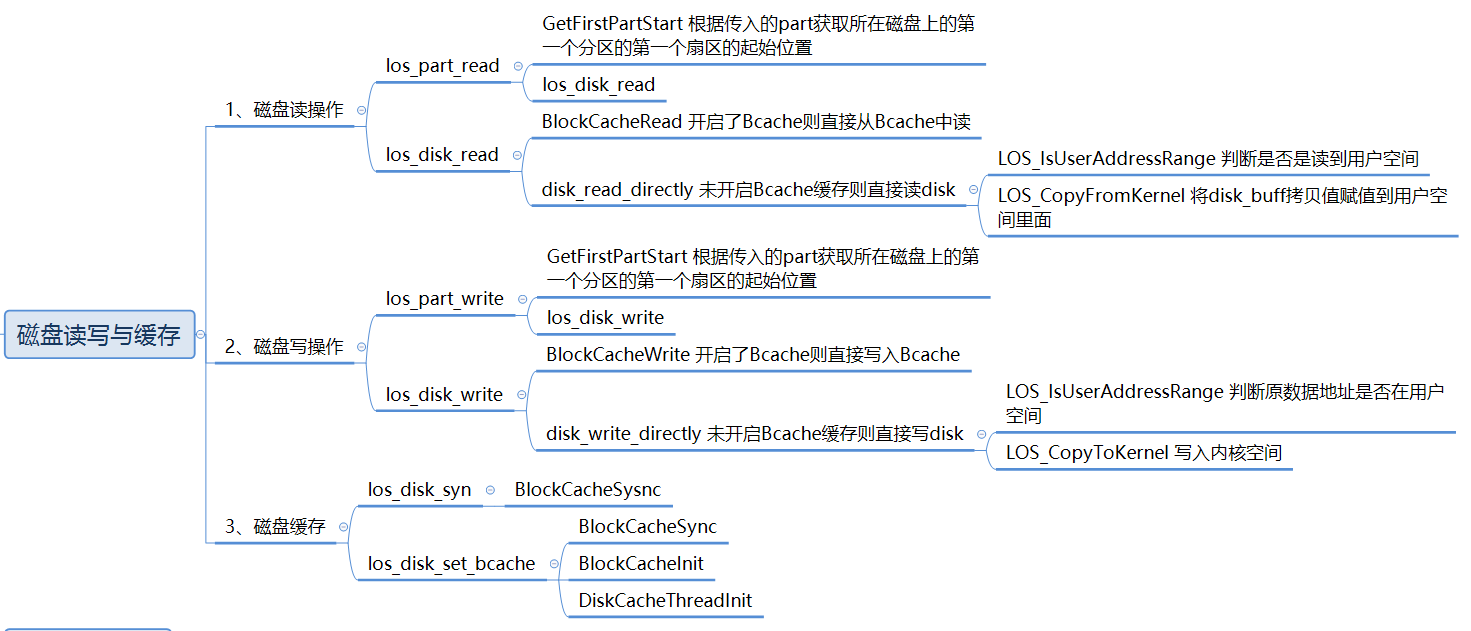 磁盘读写与缓存
1、磁盘读操作
los_part_read
GetFirstPartStart 根据传入的part获取所在磁盘上的第
一个分区的第一个扇区的起始位置
los_disk_read
los_disk_read
BlockCacheRead 开启了Bcache则直接从Bcache中读
disk_read_directly 未开启Bcache缓存则直接读disk
LOS_IsUserAddressRange 判断是否是读到用户空间
LOS_CopyFromKernel 将disk_buff拷贝值赋值到用户空
间里面
2、磁盘写操作
los_part_write
GetFirstPartStart 根据传入的part获取所在磁盘上的第
一个分区的第一个扇区的起始位置
los_disk_write
los_disk_write
BlockCacheWrite 开启了Bcache则直接写入Bcache
disk_write_directly 未开启Bcache缓存则直接写disk
LOS_IsUserAddressRange 判断原数据地址是否在用户
空间
LOS_CopyToKernel 写入内核空间
3、磁盘缓存
los_disk_syn
BlockCacheSysnc
los_disk_set_bcache
BlockCacheSync
BlockCacheInit
DiskCacheThreadInit